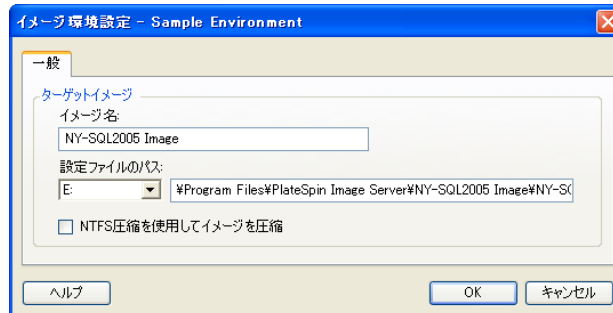 イメージ環境設定 - Sample Environment
一般
ターゲットイメージ
イメージ名:
NY-SQL2005 Image
設定ファイルのパス:
E: ¥Program Files¥PlateSpin Image Server¥NY-SQL2005 Image¥NY-SQ
NTFS圧縮を使用してイメージを圧縮
ヘルプ OK キャンセル